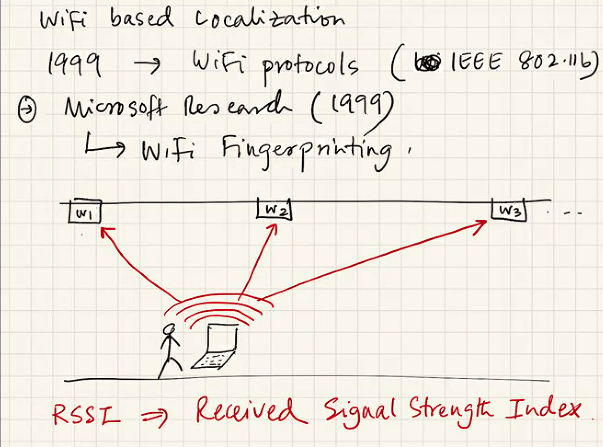 WiFi based Localization
1999 → WiFi protocols ( IEEE 802.11b)
→ Microsoft Research (1999)
↳ WiFi Fingerprinting.
W1 W2 W3 ...
RSSI ⇒ Received Signal Strength Index.